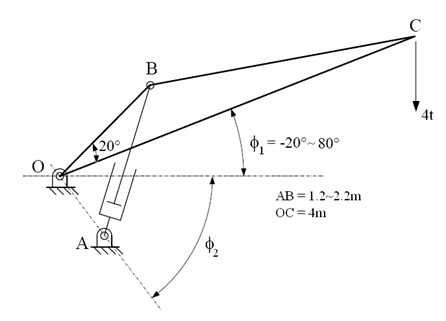 C
B
4t
20°
ϕ₁ = -20°~ 80°
O
AB = 1.2~2.2m
OC = 4m
A
ϕ₂